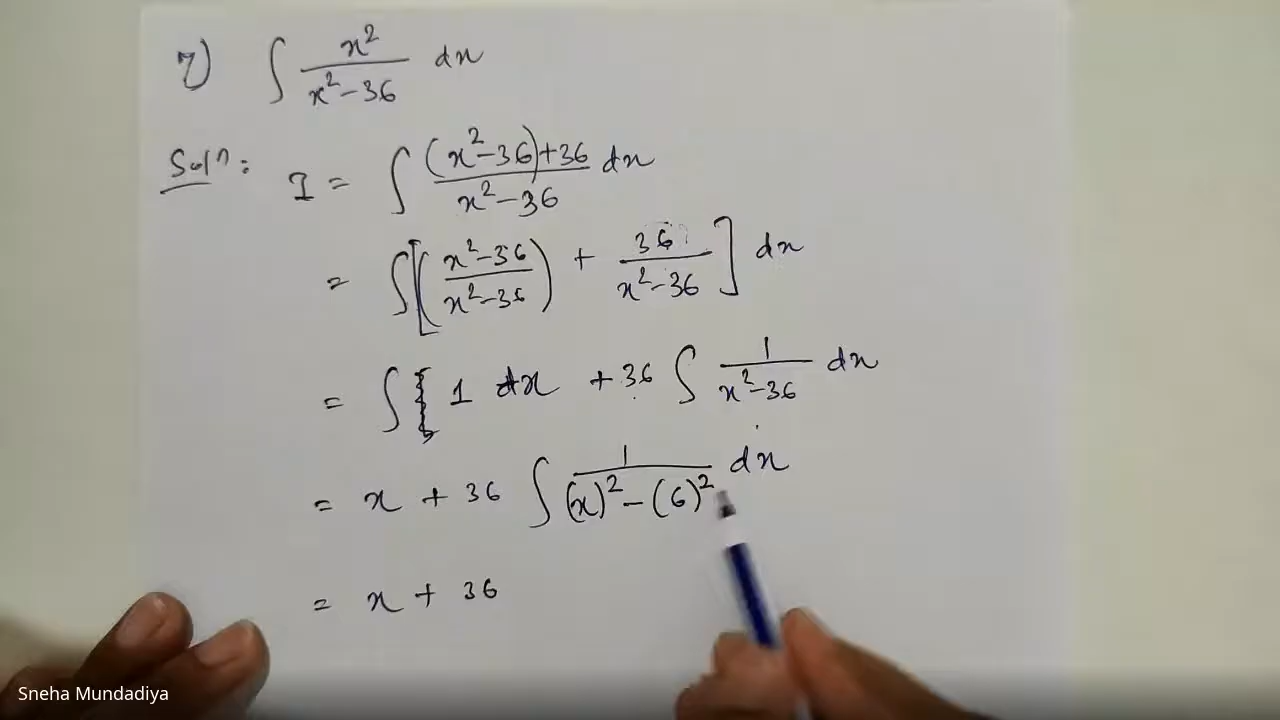 7) ∫ x²/(x²-36) dx
Solⁿ: I = ∫ ((x²-36)+36)/(x²-36) dx
= ∫[(x²-36/x²-36) + 36/(x²-36)] dx
= ∫ 1 dx + 36 ∫ 1/(x²-36) dx
= x + 36 ∫ 1/((x)²-(6)²) dx
= x + 36
Sneha Mundadiya